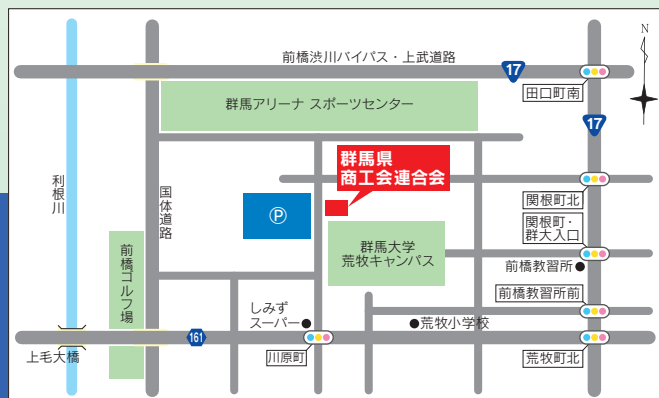 前橋渋川バイパス・上武道路
17
N
田口町南
群馬アリーナ スポーツセンター
17
群馬県
商工会連合会
利根川
国体道路
関根町北
P
関根町・
群大入口
群馬大学
荒牧キャンパス
前橋ゴルフ場
前橋教習所
前橋教習所前
しみず
スーパー
荒牧小学校
161
上毛大橋
川原町
荒牧町北